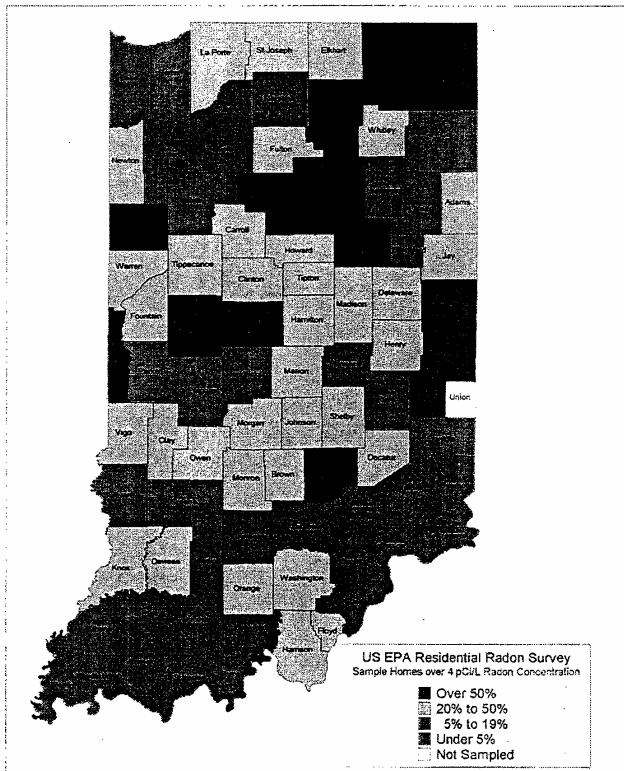 La Porte St Joseph Elkhart
Whitley
Fulton
Newton
Adams
Carroll
Howard
Jay
Tippecanoe
Warren
Clinton
Tipton
Delaware
Madison
Fountain
Hamilton
Henry
Marion
Union
Shelby
Morgan
Johnson
Vigo
Clay
Owen
Decatur
Brown
Knox
Daviess
Washington
Orange
Floyd
Harrison
US EPA Residential Radon Survey
Sample Homes over 4 pCi/L Radon Concentration
Over 50%
20% to 50%
5% to 19%
Under 5%
Not Sampled